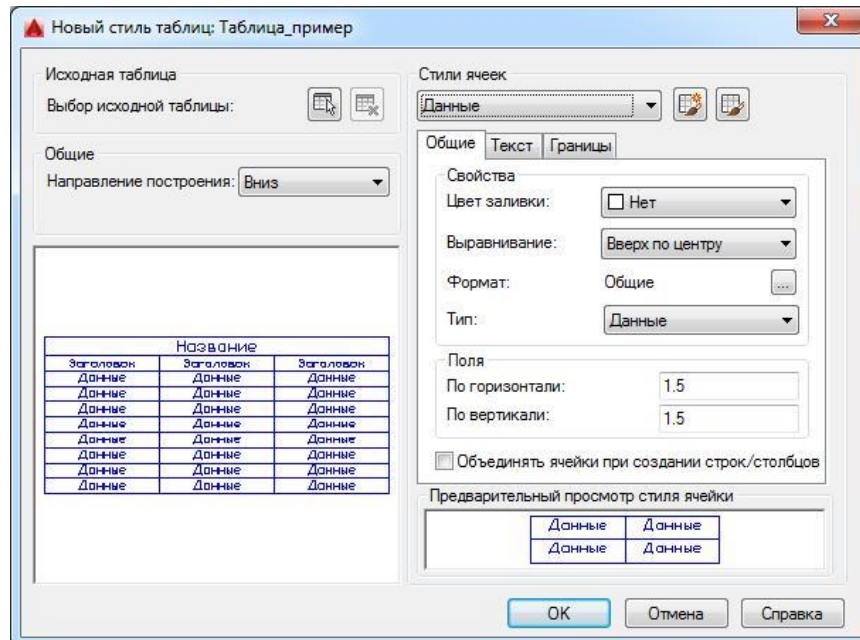 Новый стиль таблиц: Таблица_пример
Исходная таблица
Выбор исходной таблицы:
Общие
Направление построения: Вниз
Название
Заголовок Заголовок Заголовок
Данные Данные Данные
Данные Данные Данные
Данные Данные Данные
Данные Данные Данные
Данные Данные Данные
Данные Данные Данные
Данные Данные Данные
Данные Данные Данные
Стили ячеек
Данные
Общие Текст Границы
Свойства
Цвет заливки: Нет
Выравнивание: Вверх по центру
Формат: Общие ...
Тип: Данные
Поля
По горизонтали: 1.5
По вертикали: 1.5
Объединять ячейки при создании строк/столбцов
Предварительный просмотр стиля ячейки
Данные Данные
Данные Данные
OK Отмена Справка